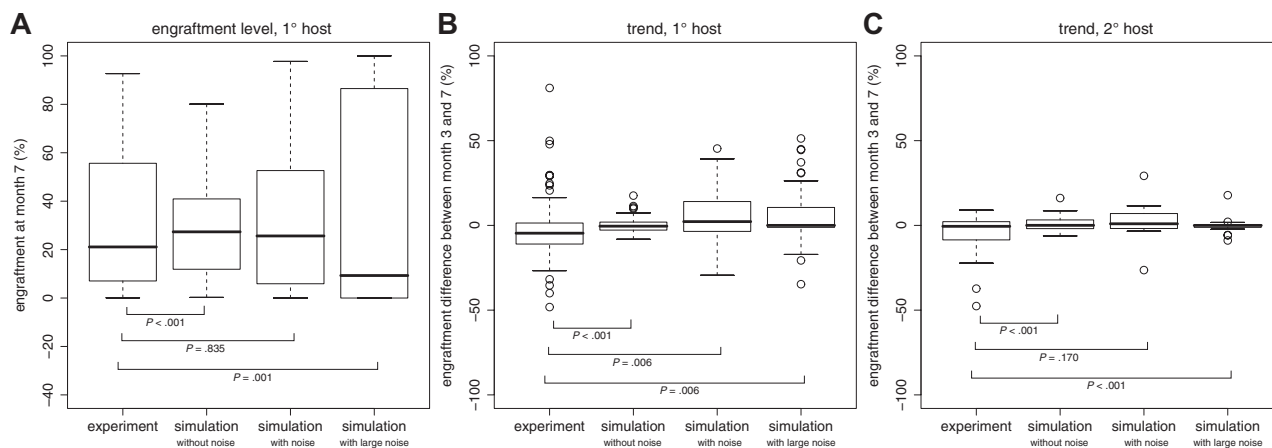 A
engraftment level, 1° host
engraftment at month 7 (%)
100
80
60
40
20
0
−20
−40
P < .001
P = .835
P = .001
experiment
simulation
without noise
simulation
with noise
simulation
with large noise
B
trend, 1° host
engraftment difference between month 3 and 7 (%)
100
50
0
−50
−100
P < .001
P = .006
P = .006
experiment
simulation
without noise
simulation
with noise
simulation
with large noise
C
trend, 2° host
engraftment difference between month 3 and 7 (%)
100
50
0
−50
−100
P < .001
P = .170
P < .001
experiment
simulation
without noise
simulation
with noise
simulation
with large noise